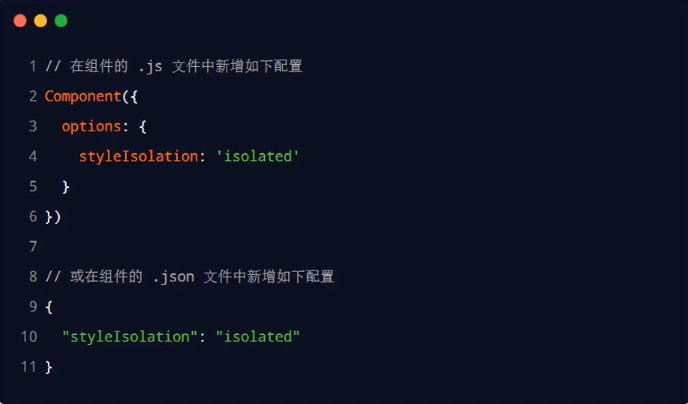 1 // 在组件的 .js 文件中新增如下配置
2 Component({
3   options: {
4     styleIsolation: 'isolated'
5   }
6 })
7
8 // 或在组件的 .json 文件中新增如下配置
9 {
10   "styleIsolation": "isolated"
11 }